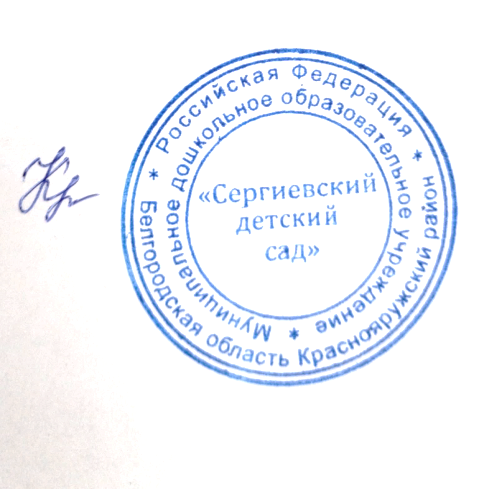 * Российская Федерация *
Белгородская область Краснояружский район
Муниципальное дошкольное образовательное учреждение *
«Сергиевский
детский
сад»